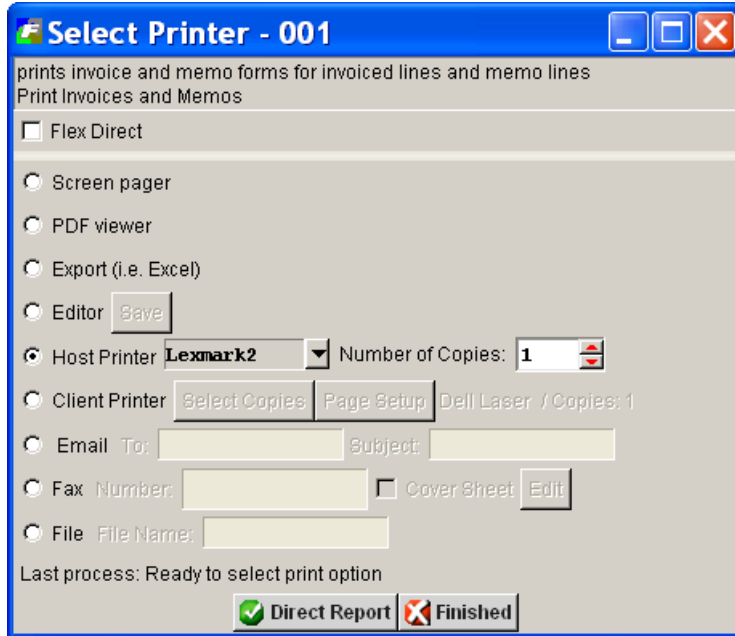 Select Printer - 001
prints invoice and memo forms for invoiced lines and memo lines
Print Invoices and Memos
Flex Direct
Screen pager
PDF viewer
Export (i.e. Excel)
Editor Save
Host Printer Lexmark2 Number of Copies: 1
Client Printer Select Copies Page Setup Dell Laser / Copies: 1
Email To: Subject:
Fax Number: Cover Sheet Edit
File File Name:
Last process: Ready to select print option
Direct Report Finished